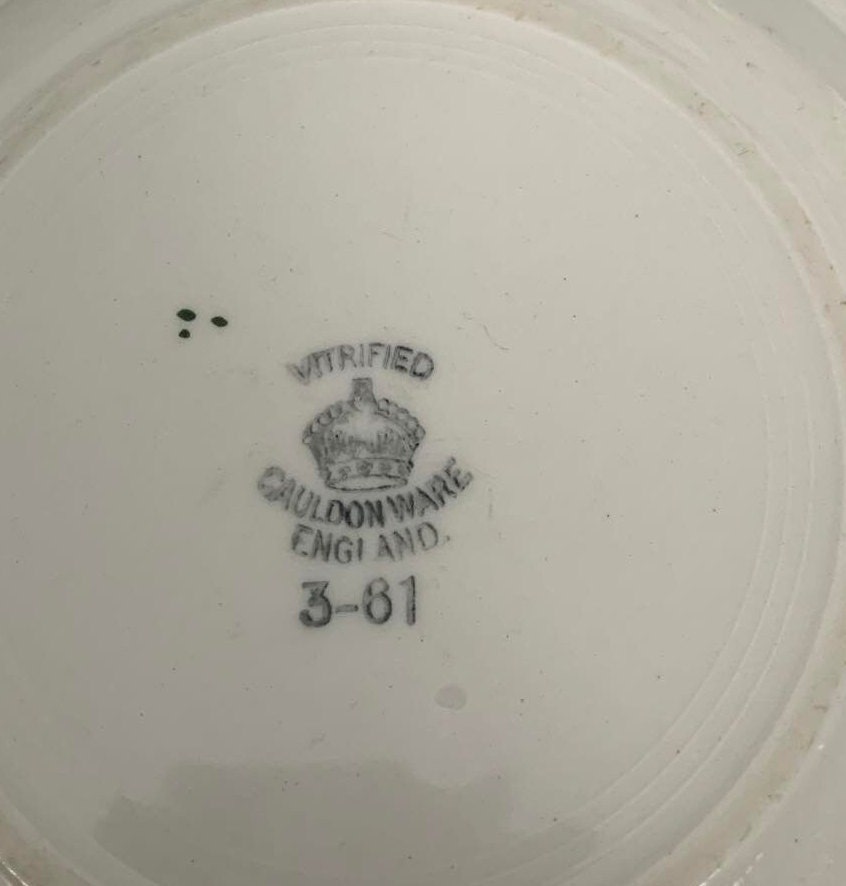 VITRIFIED
CAULDON WARE
ENGLAND.
3-61